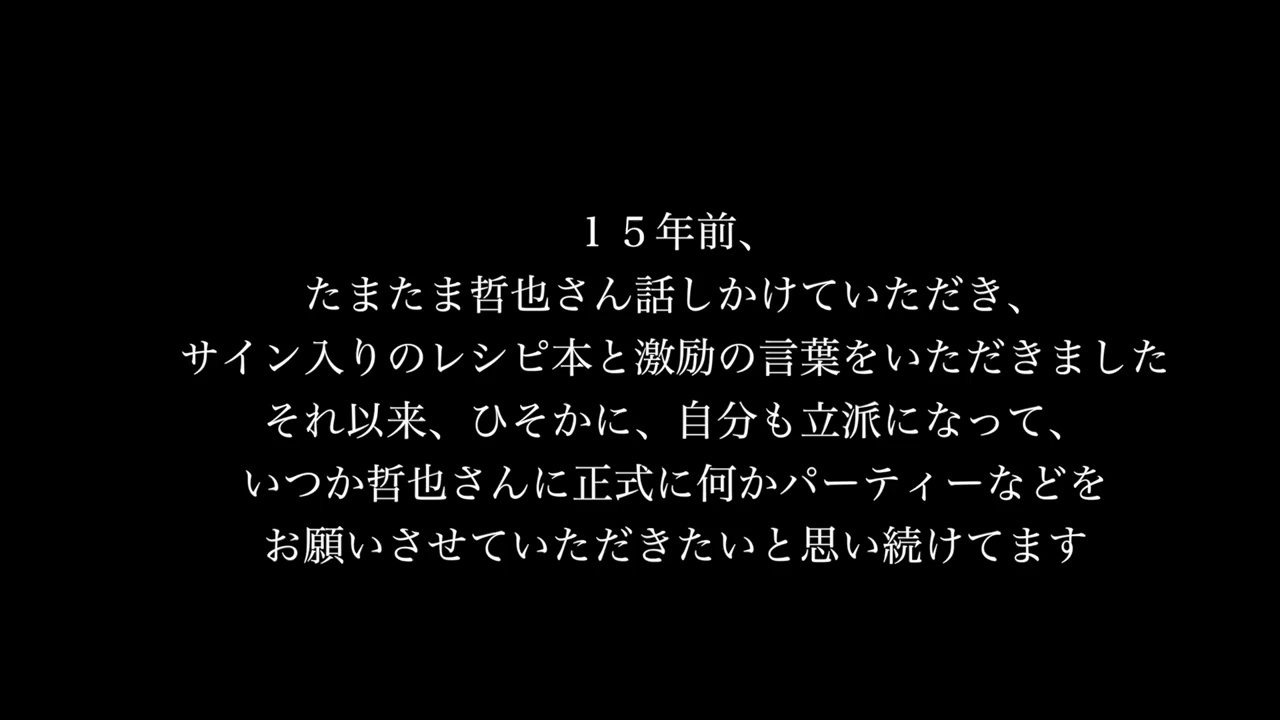 １５年前、
たまたま哲也さん話しかけていただき、
サイン入りのレシピ本と激励の言葉をいただきました
それ以来、ひそかに、自分も立派になって、
いつか哲也さんに正式に何かパーティーなどを
お願いさせていただきたいと思い続けてます